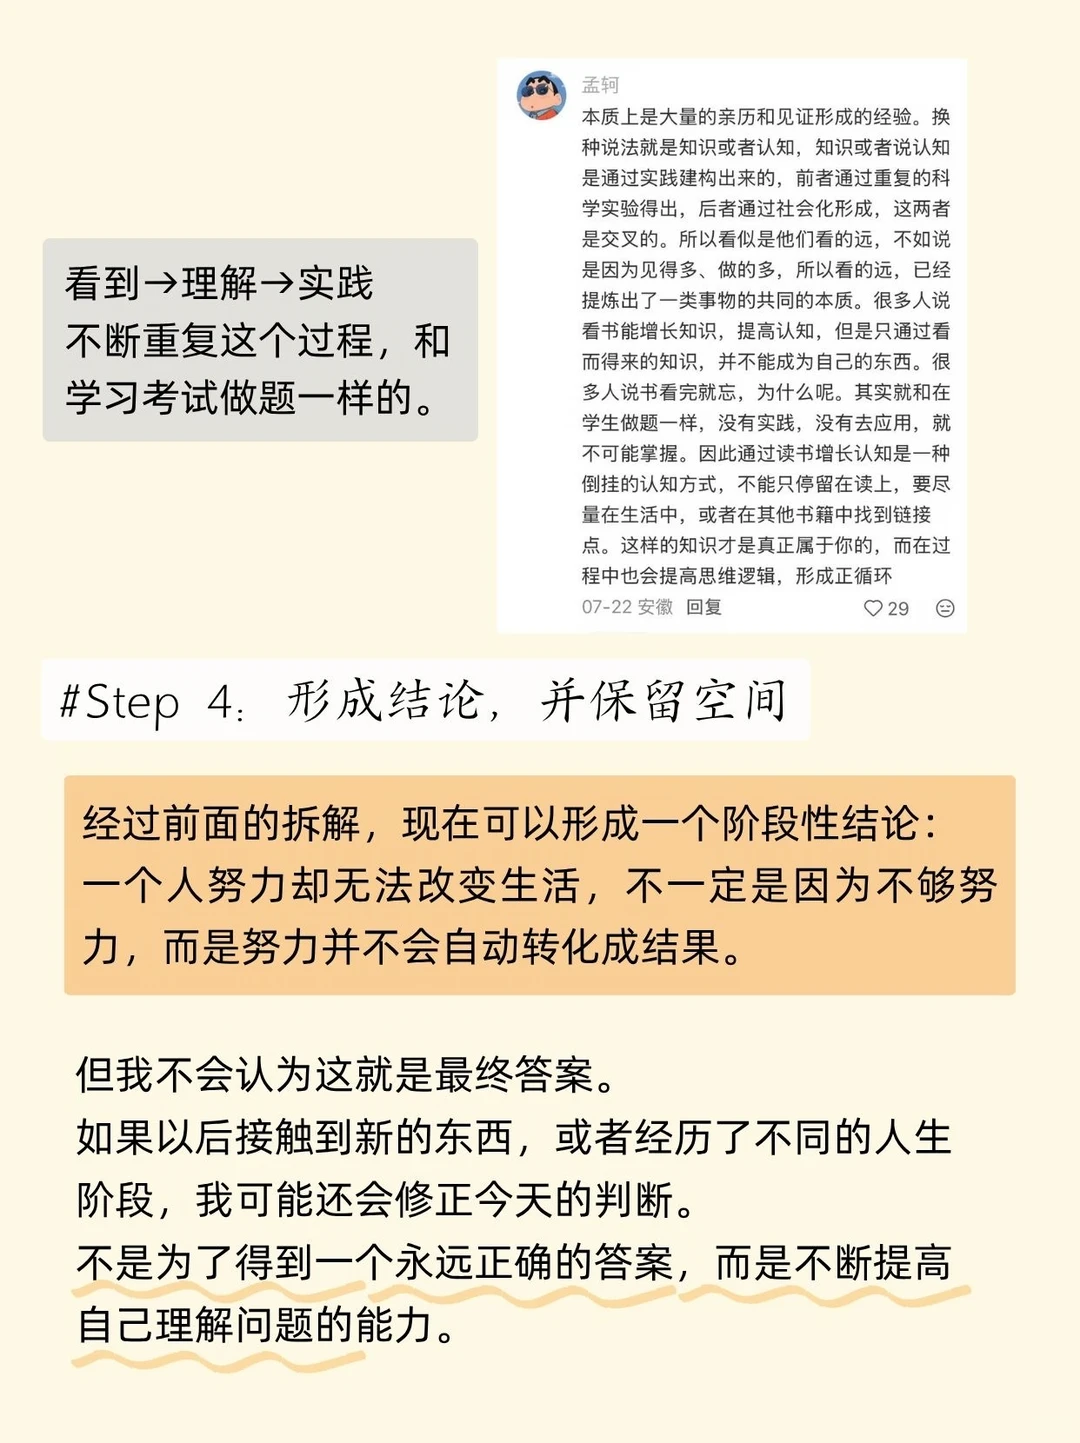 孟轲
本质上是大量的亲历和见证形成的经验。换
种说法就是知识或者认知，知识或者说认知
是通过实践建构出来的，前者通过重复的科
学实验得出，后者通过社会化形成，这两者
是交叉的。所以看似是他们看的远，不如说
是因为见得多、做的多，所以看的远，已经
提炼出了一类事物的共同的本质。很多人说
看书能增长知识，提高认知，但是只通过看
而得来的知识，并不能成为自己的东西。很
多人说书看完就忘，为什么呢。其实就和在
学生做题一样，没有实践，没有去应用，就
不可能掌握。因此通过读书增长认知是一种
倒挂的认知方式，不能只停留在读上，要尽
量在生活中，或者在其他书籍中找到链接
点。这样的知识才是真正属于你的，而在过
程中也会提高思维逻辑，形成正循环
07-22 安徽 回复 29
看到→理解→实践
不断重复这个过程，和
学习考试做题一样的。
#Step 4：形成结论，并保留空间
经过前面的拆解，现在可以形成一个阶段性结论：
一个人努力却无法改变生活，不一定是因为不够努
力，而是努力并不会自动转化成结果。
但我不会认为这就是最终答案。
如果以后接触到新的东西，或者经历了不同的人生
阶段，我可能还会修正今天的判断。
不是为了得到一个永远正确的答案，而是不断提高
自己理解问题的能力。